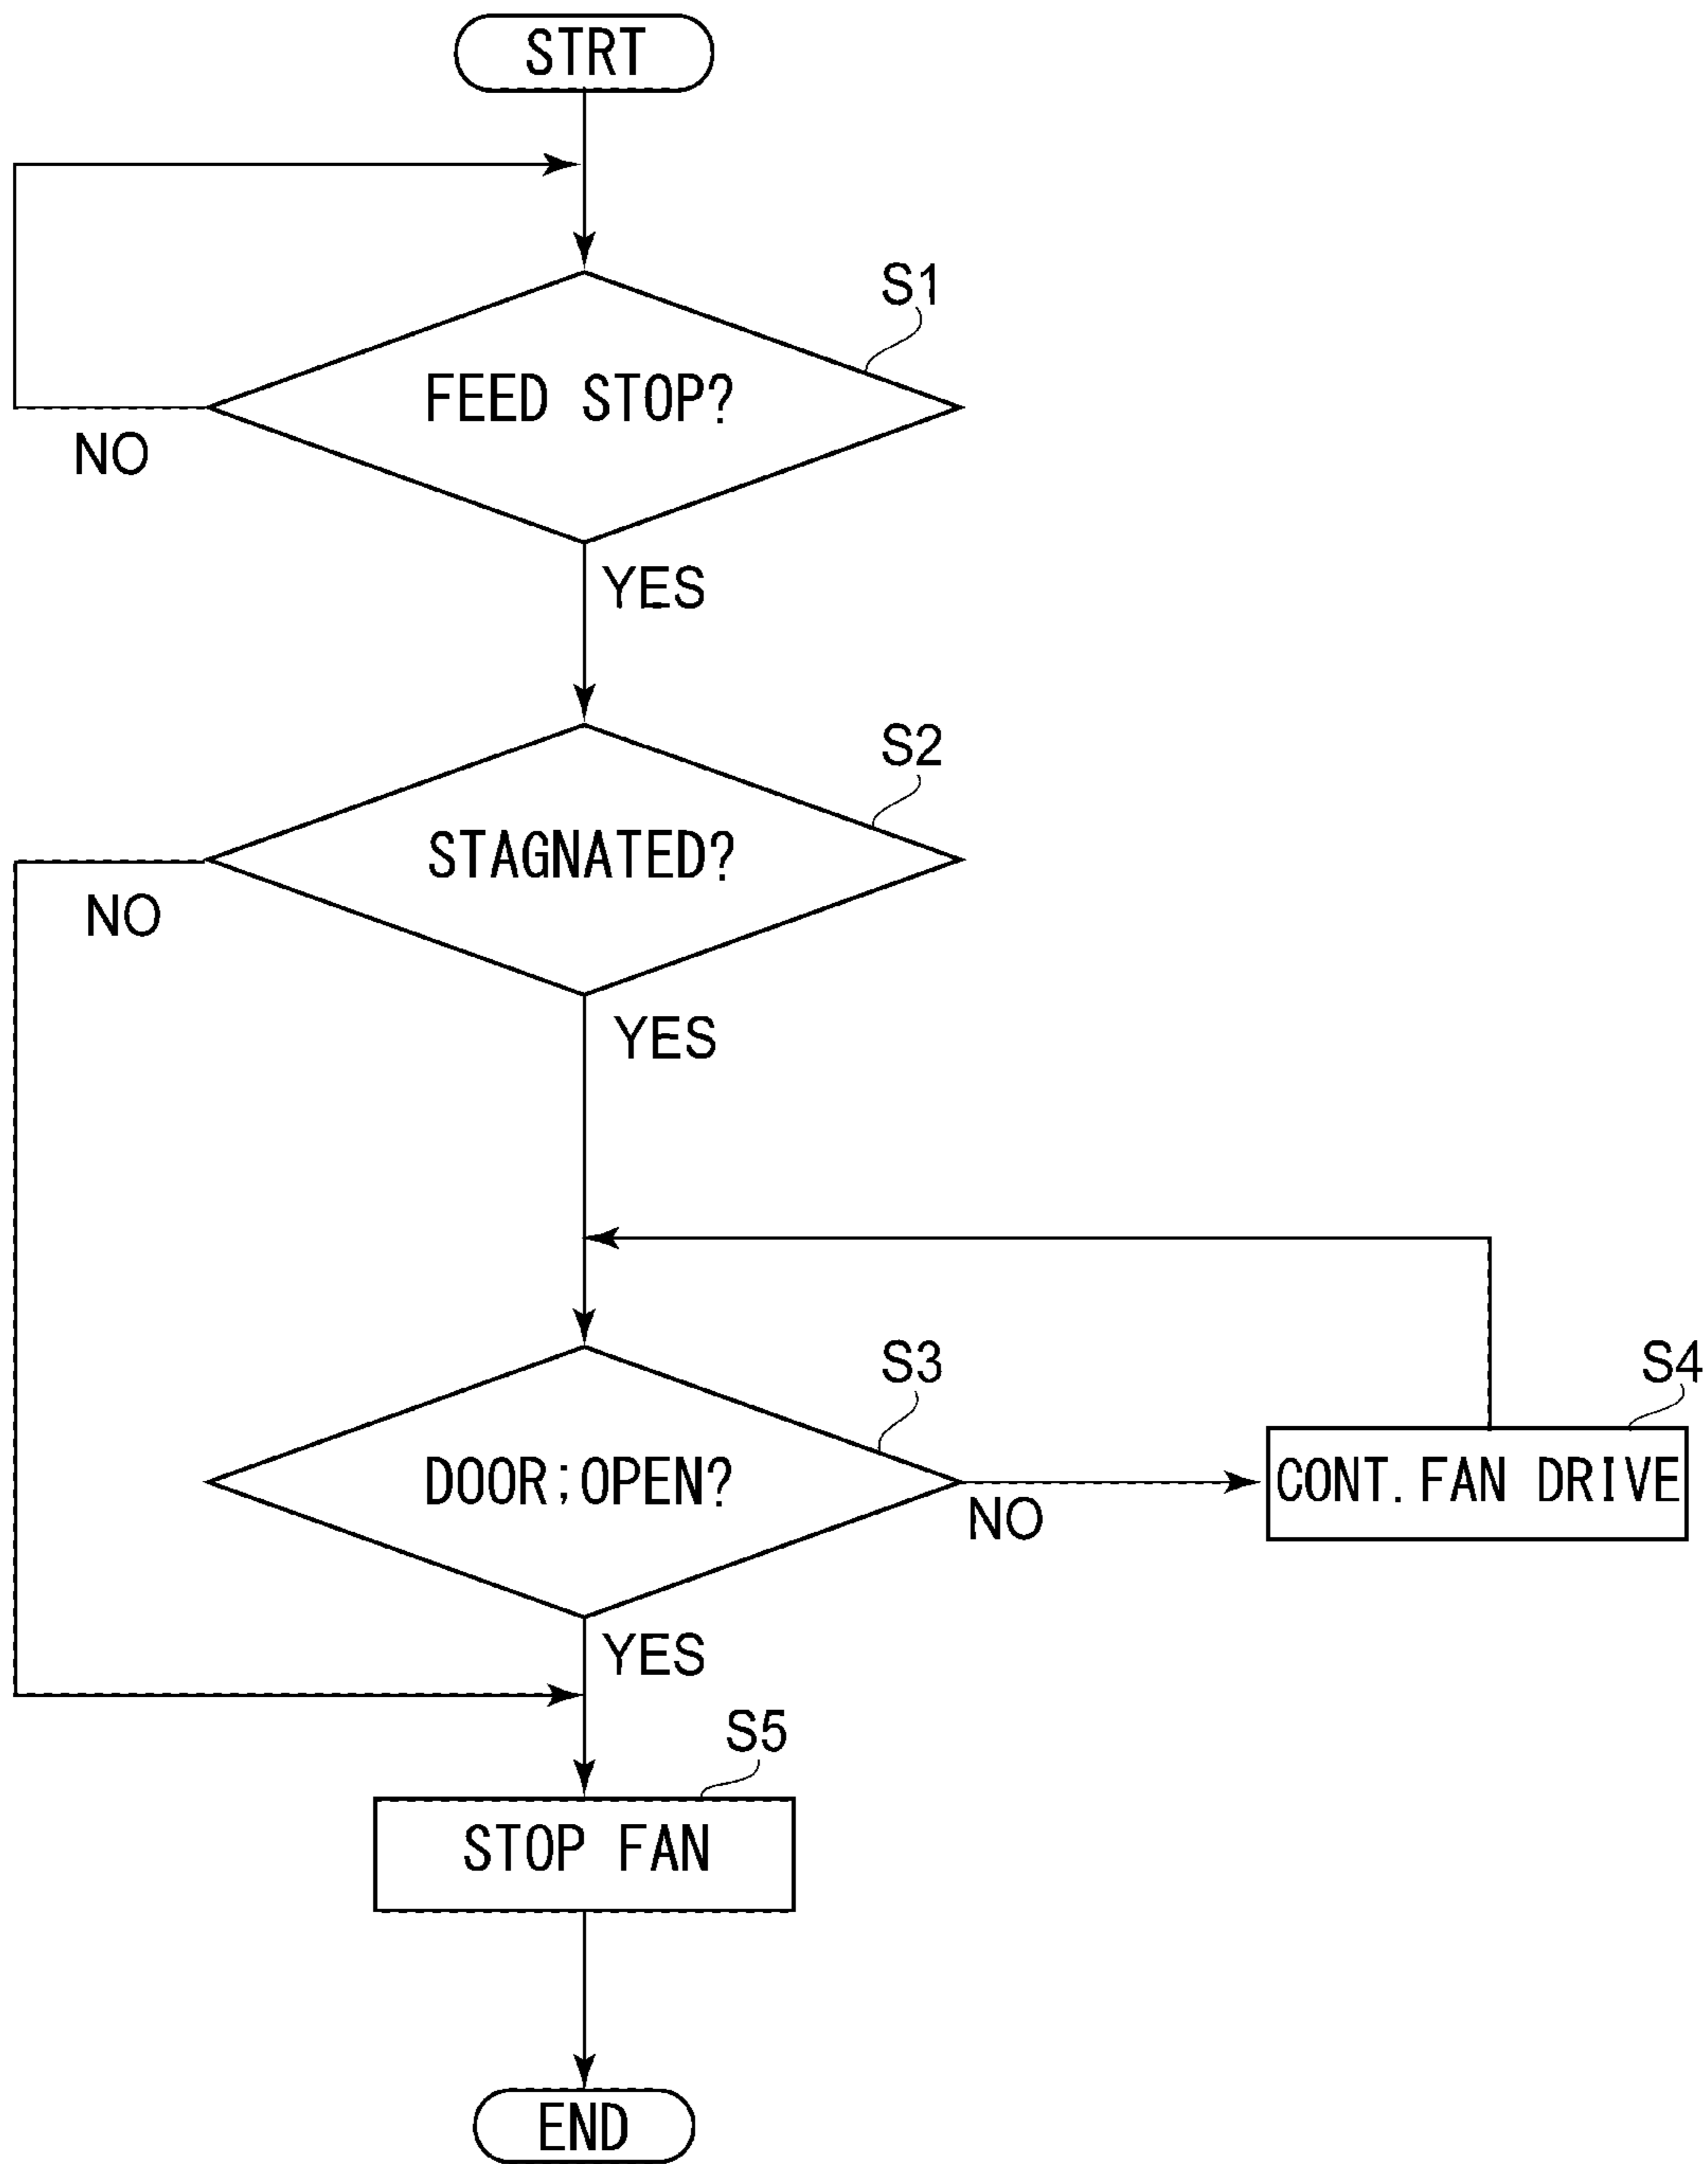 STRT
S1
FEED STOP?
NO
YES
S2
STAGNATED?
NO
YES
S3
S4
DOOR;OPEN?
CONT. FAN DRIVE
NO
YES
S5
STOP FAN
END